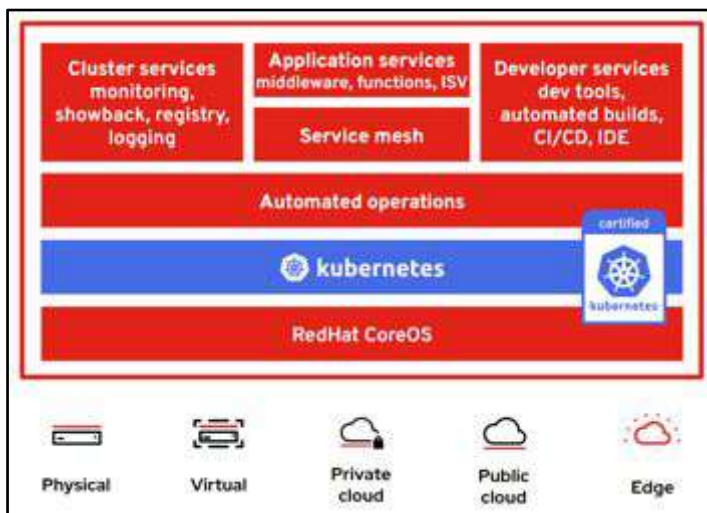 Cluster services
monitoring,
showback, registry,
logging
Application services
middleware, functions, ISV
Service mesh
Developer services
dev tools,
automated builds,
CI/CD, IDE
Automated operations
kubernetes
certified
kubernetes
RedHat CoreOS
Physical
Virtual
Private
cloud
Public
cloud
Edge